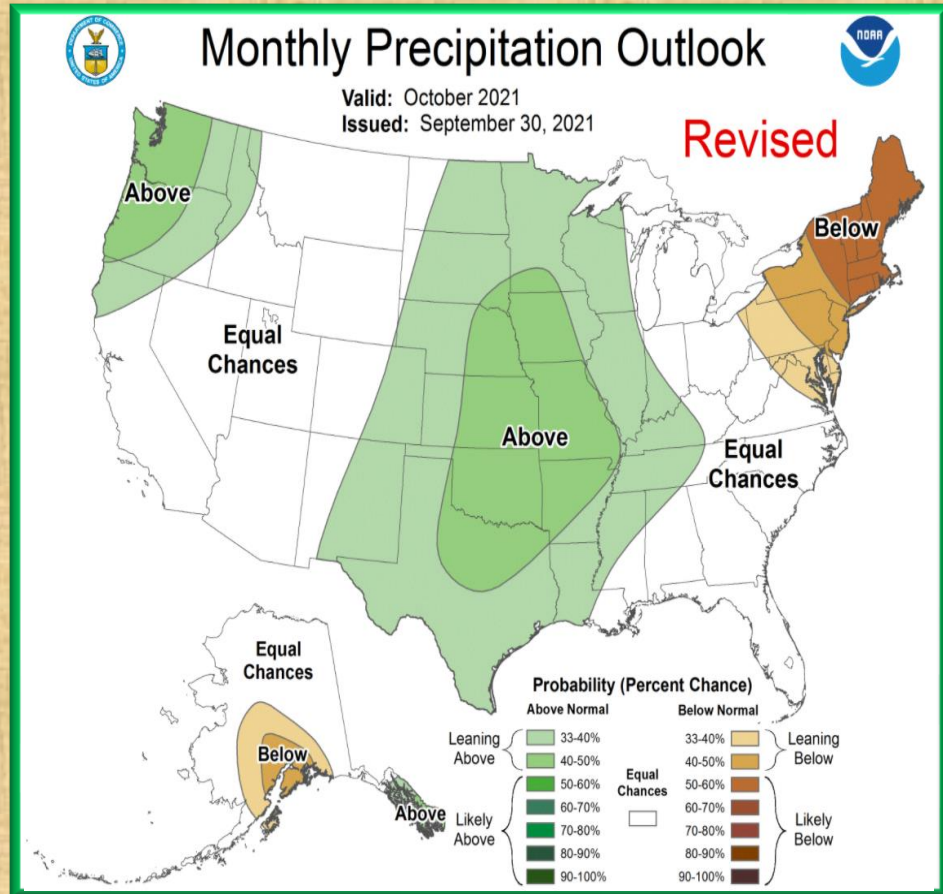 Monthly Precipitation Outlook
NOAA
Valid: October 2021
Issued: September 30, 2021
Revised
Above
Below
Equal
Chances
Above
Equal
Chances
Equal
Chances
Below
Above
Probability (Percent Chance)
Above Normal
Below Normal
Leaning
Above
33-40%
40-50%
Likely
Above
50-60%
60-70%
70-80%
80-90%
90-100%
Equal
Chances
33-40%
40-50%
Leaning
Below
50-60%
60-70%
70-80%
80-90%
90-100%
Likely
Below